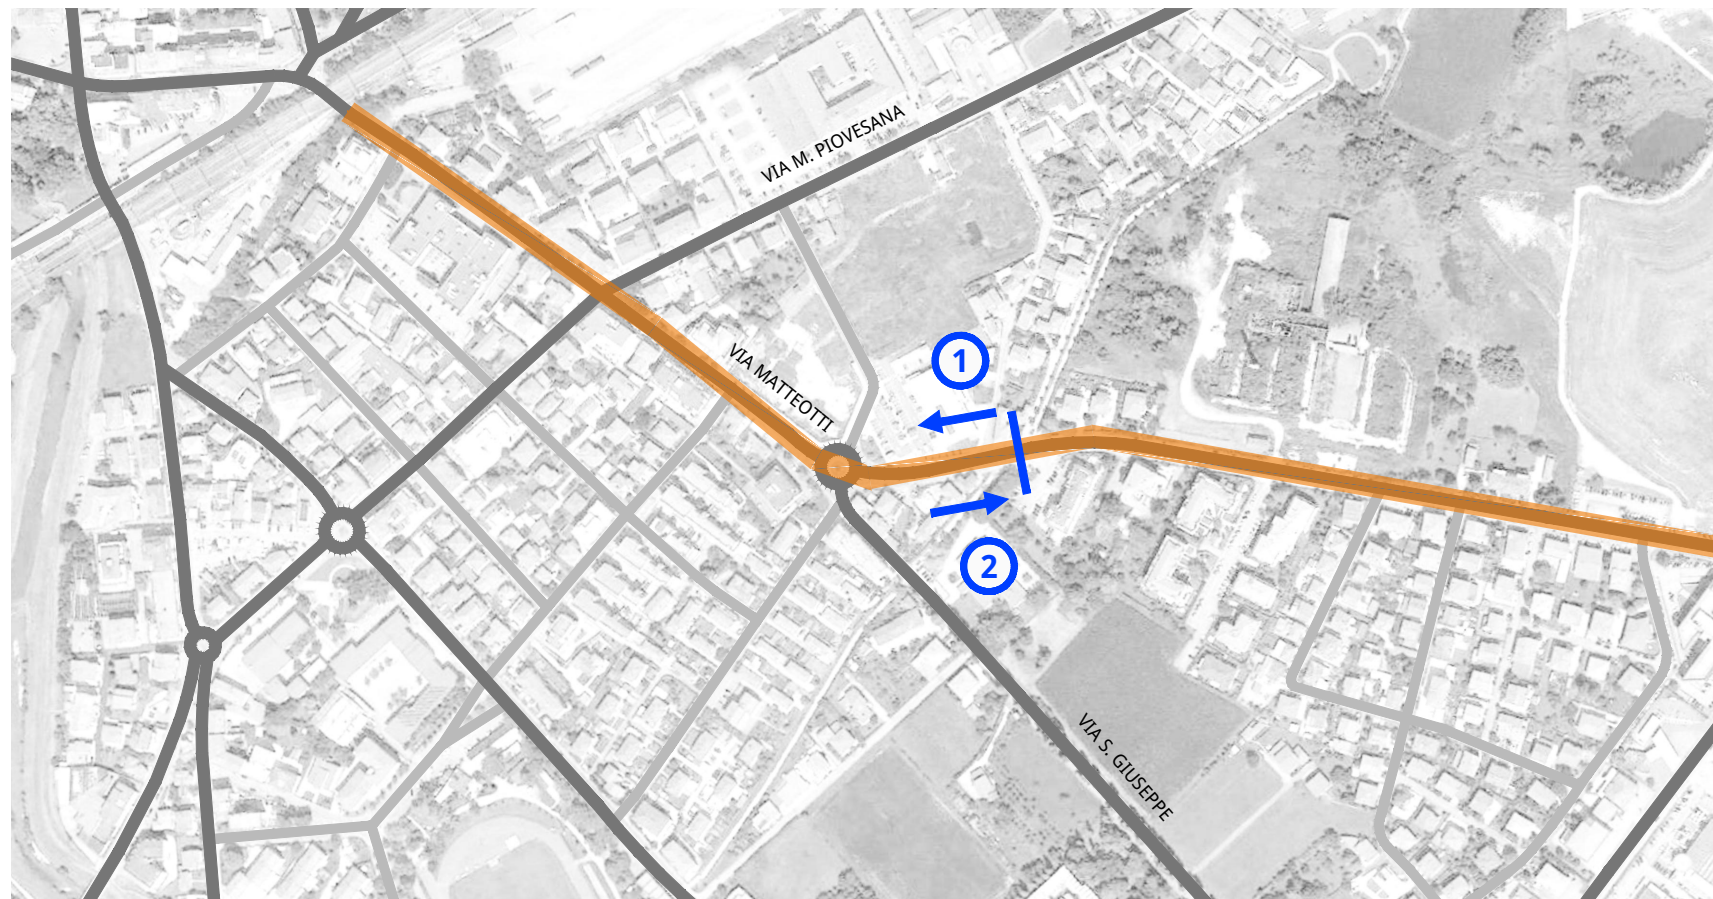 VIA M. PIOVESANA
VIA MATTEOTTI
1
2
VIA S. GIUSEPPE